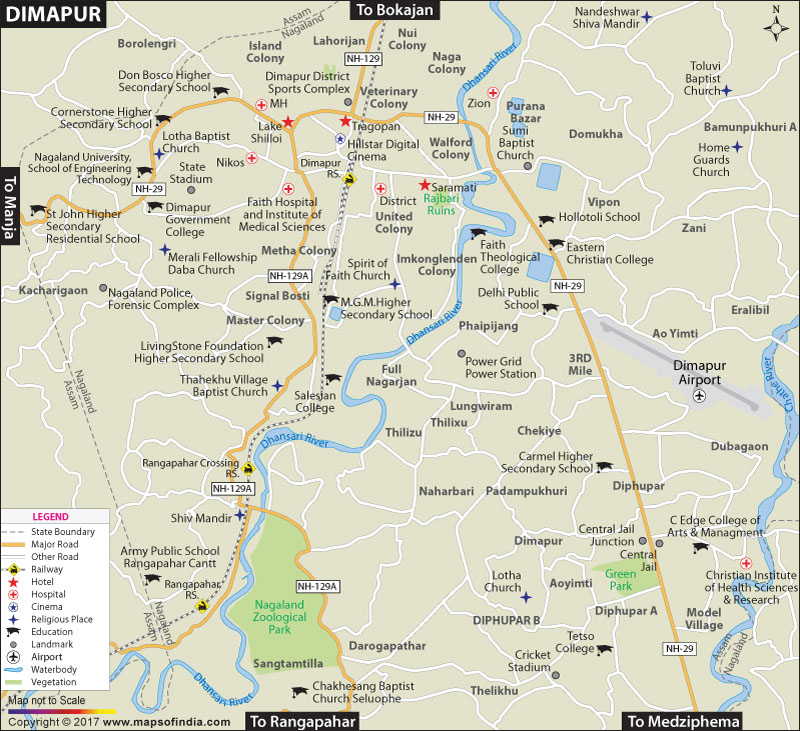 DIMAPUR
To Bokajan
Nandeshwar
Shiva Mandir
Assam
Nagaland
Borolengri
Island
Colony
Lahorijan
Nui
Colony
NH-129
Naga
Colony
Dhansari River
Toluvi
Baptist
Church
Don Bosco Higher
Secondary School
Dimapur District
Sports Complex
Veterinary
Colony
Zion
Purana
Bazar
Cornerstone Higher
Secondary School
MH
Lake
Shilloi
Tragopan
NH-29
Sumi
Baptist
Church
Domukha
Bamunpukhuri A
Lotha Baptist
Church
Hillstar Digital
Cinema
Walford
Colony
Home
Guards
Church
Nagaland University,
School of Engineering
Technology
Nikos
Dimapur
RS.
State
Stadium
NH-29
To Manja
Faith Hospital
and Institute of
Medical Sciences
District
Saramati
Rajbari
Ruins
Vipon
St John Higher
Secondary
Residential School
Dimapur
Government
College
United
Colony
Hollotoli School
Zani
Merali Fellowship
Daba Church
Metha Colony
Spirit of
Faith Church
Imkonglenden
Colony
Faith
Theological
College
Eastern
Christian College
NH-129A
Kacharigaon
Nagaland Police,
Forensic Complex
Signal Bosti
M.G.M.Higher
Secondary School
Delhi Public
School
NH-29
Eralibil
Master Colony
Dhansari River
Phaipijang
Ao Yimti
LivingStone Foundation
Higher Secondary School
Power Grid
Power Station
3RD
Mile
Dimapur
Airport
Chathe River
Nagaland
Assam
Thahekhu Village
Baptist Church
Salesian
College
Full
Nagarjan
Lungwiram
Thilixu
Thilizu
Chekiye
Dubagaon
Dhansari River
Rangapahar Crossing
RS.
Carmel Higher
Secondary School
NH-129A
Naharbari
Padampukhuri
Diphupar
LEGEND
State Boundary
Major Road
Other Road
Railway
Hotel
Hospital
Cinema
Religious Place
Education
Landmark
Airport
Waterbody
Vegetation
Shiv Mandir
Dimapur
Central Jail
Junction
Central
Jail
C Edge College of
Arts & Managment
Army Public School
Rangapahar Cantt
Rangapahar
RS.
NH-129A
Nagaland
Zoological
Park
Lotha
Church
Aoyimti
Green
Park
Christian Institute
of Health Sciences
& Research
Nagaland
Assam
DIPHUPAR B
Diphupar A
Model
Village
Darogapathar
Tetso
College
NH-29
Assam
Nagaland
Sangtamtilla
Cricket
Stadium
Dhansari River
Chakhesang Baptist
Church Seluophe
Thelikhu
Map not to Scale
Copyright © 2017 www.mapsofindia.com
To Rangapahar
To Medziphema